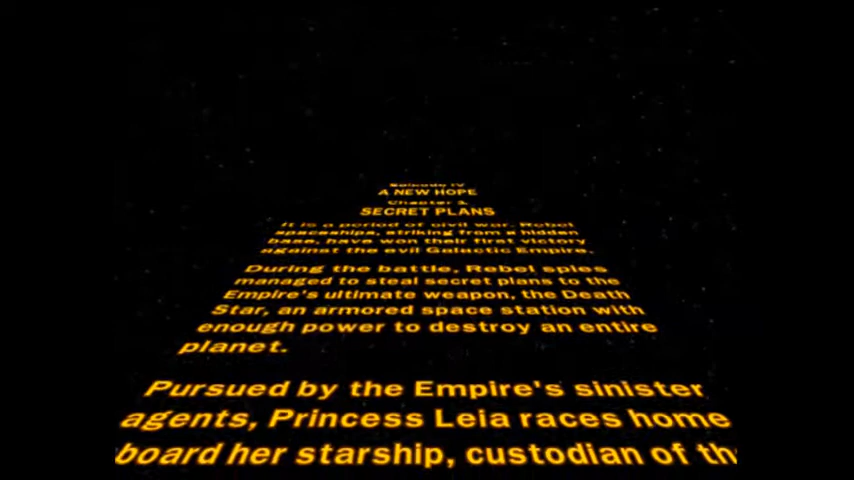 Episode IV
A NEW HOPE
Chapter 1
SECRET PLANS
It is a period of civil war. Rebel
spaceships, striking from a hidden
base, have won their first victory
against the evil Galactic Empire.
During the battle, Rebel spies
managed to steal secret plans to the
Empire's ultimate weapon, the Death
Star, an armored space station with
enough power to destroy an entire
planet.
Pursued by the Empire's sinister
agents, Princess Leia races home
board her starship, custodian of th